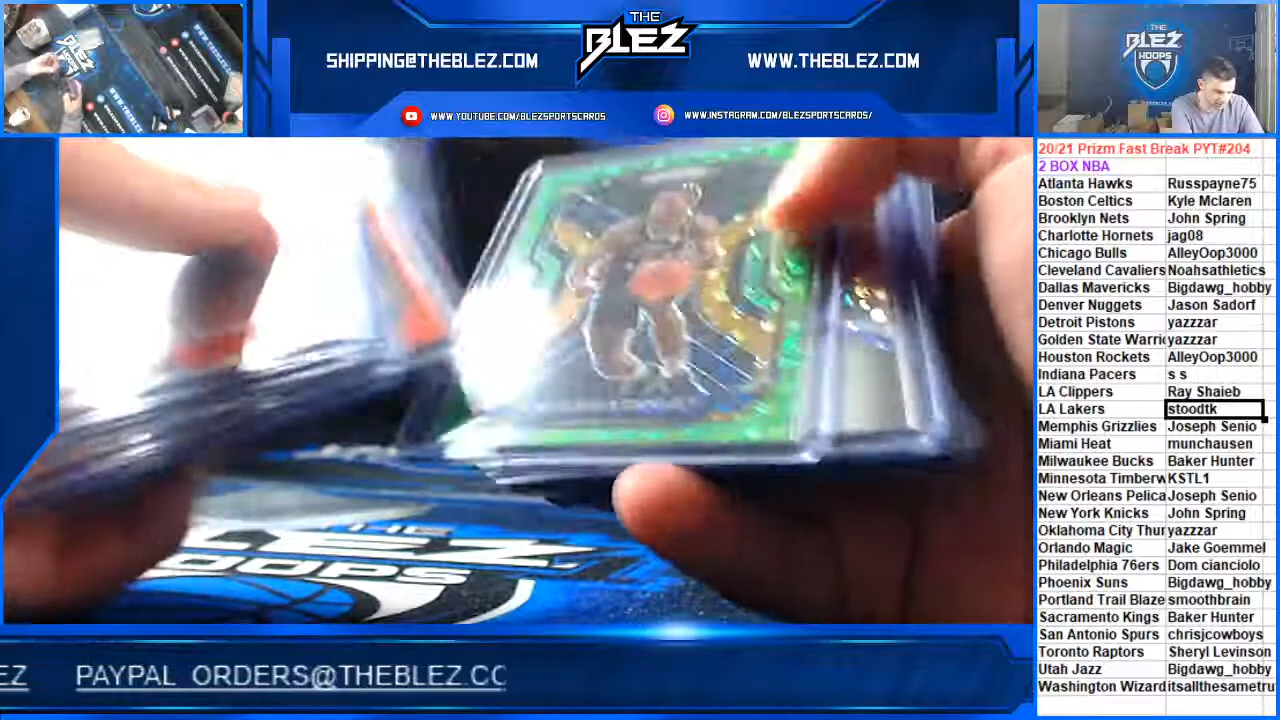 THE
BLEZ
SHIPPING@THEBLEZ.COM
WWW.THEBLEZ.COM
WWW.YOUTUBE.COM/BLEZSPORTSCARDS
WWW.INSTAGRAM.COM/BLEZSPORTSCARDS/
THE
BLEZ
HOOPS
20/21 Prizm Fast Break PYT#204
2 BOX NBA
Atlanta Hawks Russpayne75
Boston Celtics Kyle Mclaren
Brooklyn Nets John Spring
Charlotte Hornets jag08
Chicago Bulls AlleyOop3000
Cleveland Cavaliers Noahsathletics
Dallas Mavericks Bigdawg_hobby
Denver Nuggets Jason Sadorf
Detroit Pistons yazzzar
Golden State Warri yazzzar
Houston Rockets AlleyOop3000
Indiana Pacers s s
LA Clippers Ray Shaieb
LA Lakers stoodtk
Memphis Grizzlies Joseph Senio
Miami Heat munchausen
Milwaukee Bucks Baker Hunter
Minnesota Timberw KSTL1
New Orleans Pelica Joseph Senio
New York Knicks John Spring
Oklahoma City Thur yazzzar
Orlando Magic Jake Goemmel
Philadelphia 76ers Dom cianciolo
Phoenix Suns Bigdawg_hobby
Portland Trail Blaze smoothbrain
Sacramento Kings Baker Hunter
San Antonio Spurs chrisjcowboys
Toronto Raptors Sheryl Levinson
Utah Jazz Bigdawg_hobby
Washington Wizard itsallthesametru
THE
BLEZ
HOOPS
EZ PAYPAL ORDERS@THEBLEZ.CO